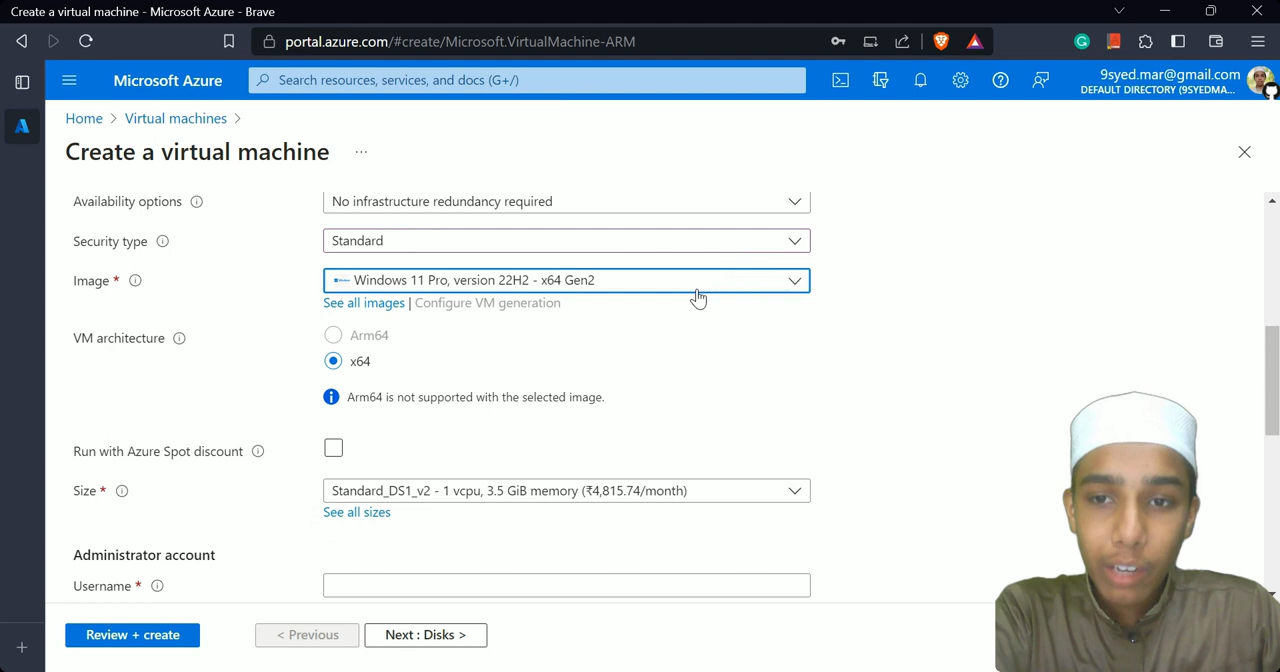 Create a virtual machine - Microsoft Azure - Brave
portal.azure.com/#create/Microsoft.VirtualMachine-ARM
Microsoft Azure
Search resources, services, and docs (G+/)
9syed.mar@gmail.com
DEFAULT DIRECTORY (9SYEDMA...
Home > Virtual machines >
Create a virtual machine ...
Availability options
No infrastructure redundancy required
Security type
Standard
Image *
Windows 11 Pro, version 22H2 - x64 Gen2
See all images | Configure VM generation
VM architecture
Arm64
x64
Arm64 is not supported with the selected image.
Run with Azure Spot discount
Size *
Standard_DS1_v2 - 1 vcpu, 3.5 GiB memory (₹4,815.74/month)
See all sizes
Administrator account
Username *
Review + create
< Previous
Next : Disks >